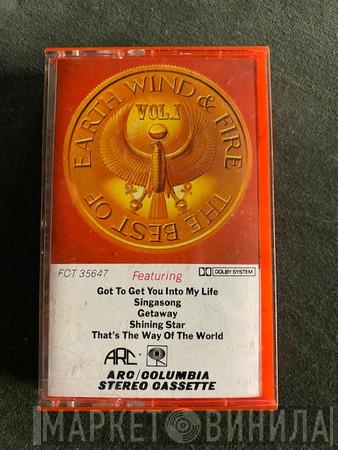 THE BEST OF EARTH WIND & FIRE
VOL.I
FCT 35647
Featuring
DOLBY SYSTEM
Got To Get You Into My Life
Singasong
Getaway
Shining Star
That's The Way Of The World
ARC
ARC/COLUMBIA
STEREO CASSETTE
МАРКЕТ ВИНИЛА